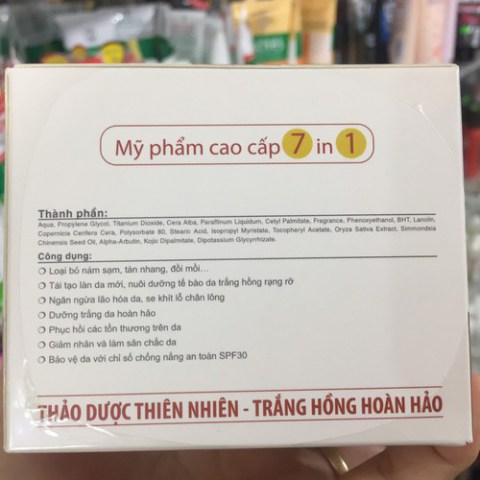 Mỹ phẩm cao cấp 7 in 1
Thành phần:
Aqua, Propylene Glycol, Titanium Dioxide, Cera Alba, Paraffinum Liquidum, Cetyl Palmitate, Fragrance, Phenoxyethanol, BHT, Lanolin,
Copernicia Cerifera Cera, Polysorbate 80, Stearic Acid, Isopropyl Myristate, Tocopheryl Acetate, Oryza Sativa Extract, Simmondsia
Chinensis Seed Oil, Alpha-Arbutin, Kojic Dipalmitate, Dipotassium Glycyrrhizate.
Công dụng:
Loại bỏ nám sạm, tàn nhang, đồi mồi...
Tái tạo làn da mới, nuôi dưỡng tế bào da trắng hồng rạng rỡ
Ngăn ngừa lão hóa da, se khít lỗ chân lông
Dưỡng trắng da hoàn hảo
Phục hồi các tổn thương trên da
Giảm nhăn và làm săn chắc da
Bảo vệ da với chỉ số chống nắng an toàn SPF30
THẢO DƯỢC THIÊN NHIÊN - TRẮNG HỒNG HOÀN HẢO